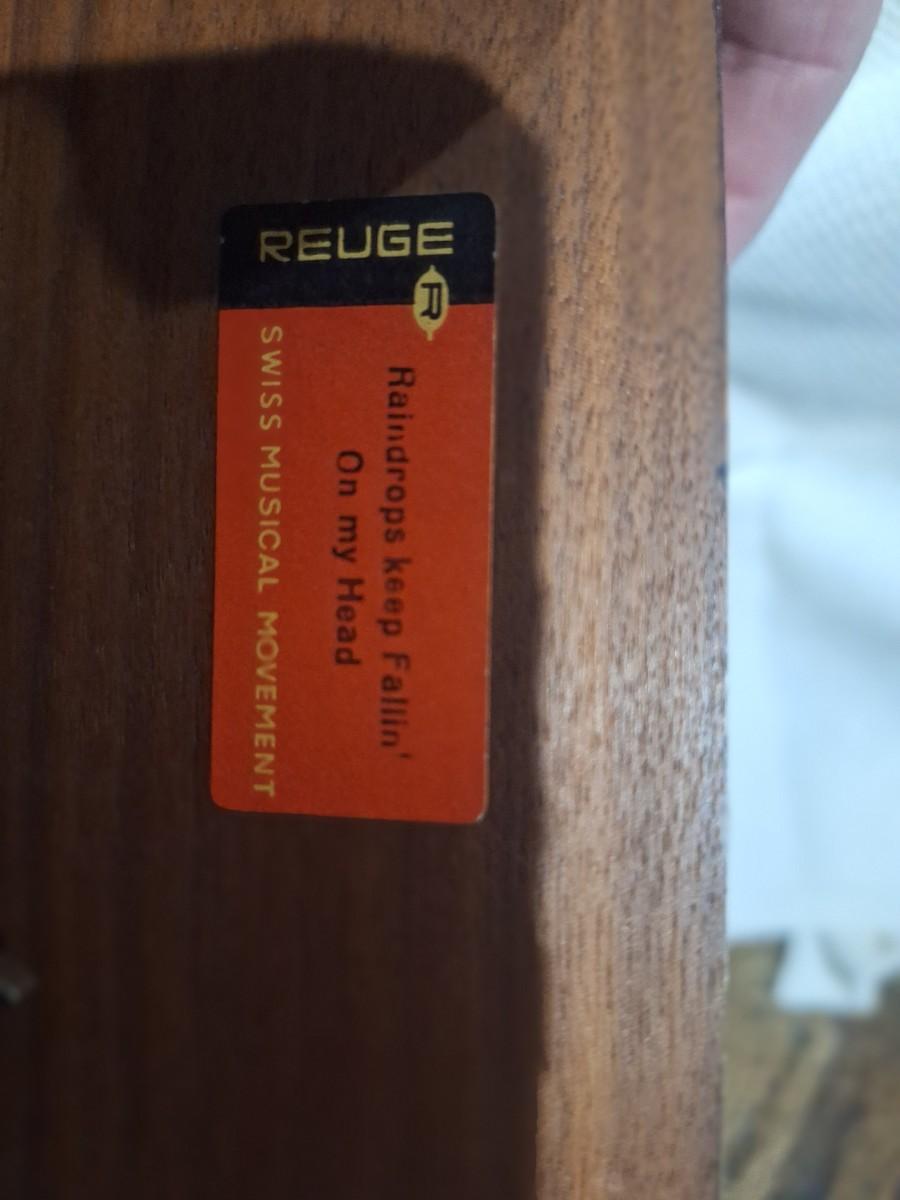 REUGE
R
Raindrops keep Fallin'
On my Head
SWISS MUSICAL MOVEMENT